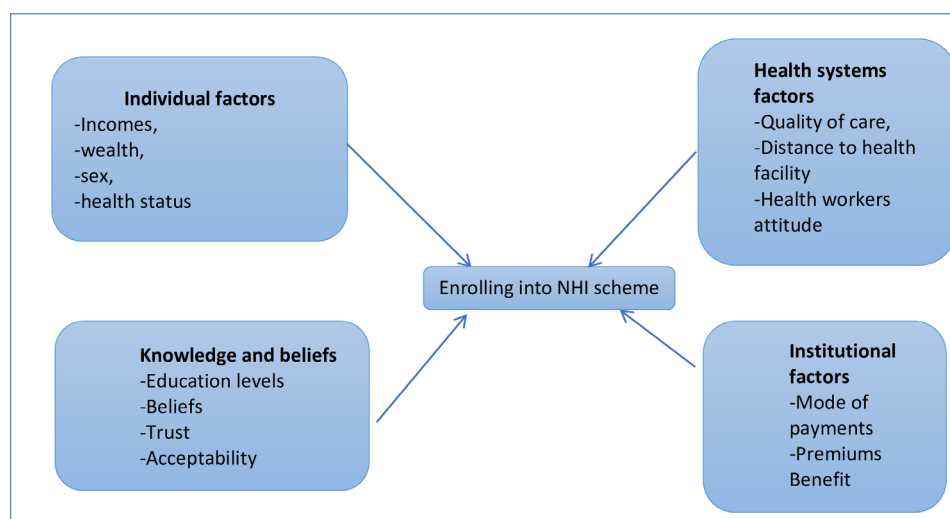 Individual factors
-Incomes,
-wealth,
-sex,
-health status
Health systems
factors
-Quality of care,
-Distance to health
facility
-Health workers
attitude
Enrolling into NHI scheme
Knowledge and beliefs
-Education levels
-Beliefs
-Trust
-Acceptability
Institutional
factors
-Mode of
payments
-Premiums
Benefit